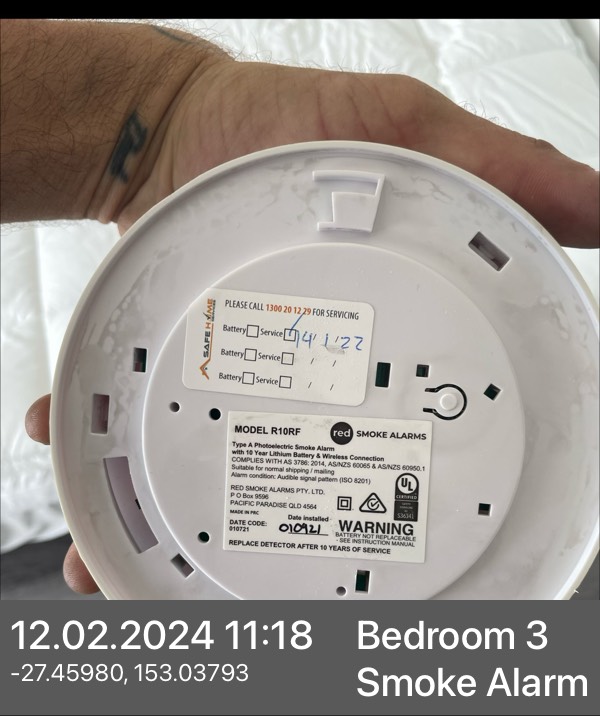 PLEASE CALL 1300 20 12 29 FOR SERVICING
SAFE HOME
Battery Service 14/1/22
Battery Service / /
Battery Service / /
MODEL R10RF red SMOKE ALARMS
Type A Photoelectric Smoke Alarm
with 10 Year Lithium Battery & Wireless Connection
COMPLIES WITH AS 3786: 2014, AS/NZS 60065 & AS/NZS 60950.1
Suitable for normal shipping / mailing
Alarm condition: Audible signal pattern (ISO 8201)
RED SMOKE ALARMS PTY. LTD.
P O Box 9596
PACIFIC PARADISE QLD 4564
MADE IN PRC
UL
CERTIFIED
S36341
DATE CODE:
010721
Date installed
010921
WARNING
BATTERY NOT REPLACEABLE
- SEE INSTRUCTION MANUAL
REPLACE DETECTOR AFTER 10 YEARS OF SERVICE
12.02.2024 11:18
-27.45980, 153.03793
Bedroom 3
Smoke Alarm